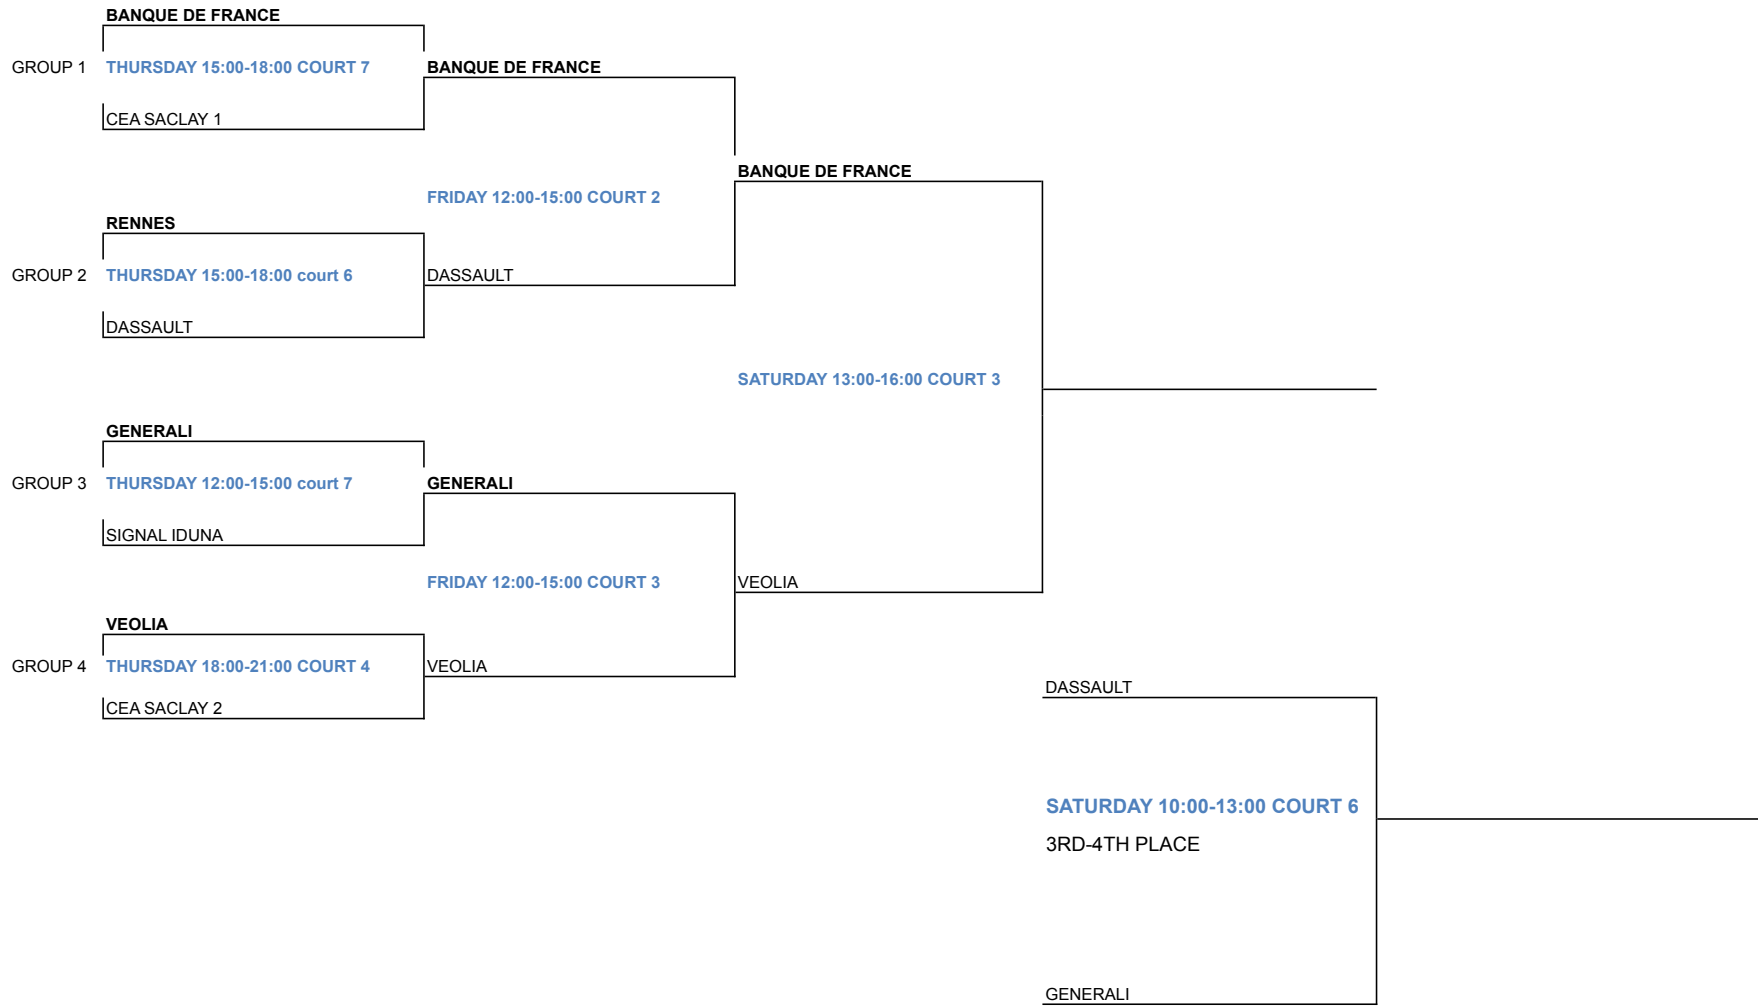 BANQUE DE FRANCE
GROUP 1 THURSDAY 15:00-18:00 COURT 7 BANQUE DE FRANCE
CEA SACLAY 1
BANQUE DE FRANCE
FRIDAY 12:00-15:00 COURT 2
RENNES
GROUP 2 THURSDAY 15:00-18:00 court 6 DASSAULT
DASSAULT
SATURDAY 13:00-16:00 COURT 3
GENERALI
GROUP 3 THURSDAY 12:00-15:00 court 7 GENERALI
SIGNAL IDUNA
FRIDAY 12:00-15:00 COURT 3 VEOLIA
VEOLIA
GROUP 4 THURSDAY 18:00-21:00 COURT 4 VEOLIA
DASSAULT
CEA SACLAY 2
SATURDAY 10:00-13:00 COURT 6
3RD-4TH PLACE
GENERALI